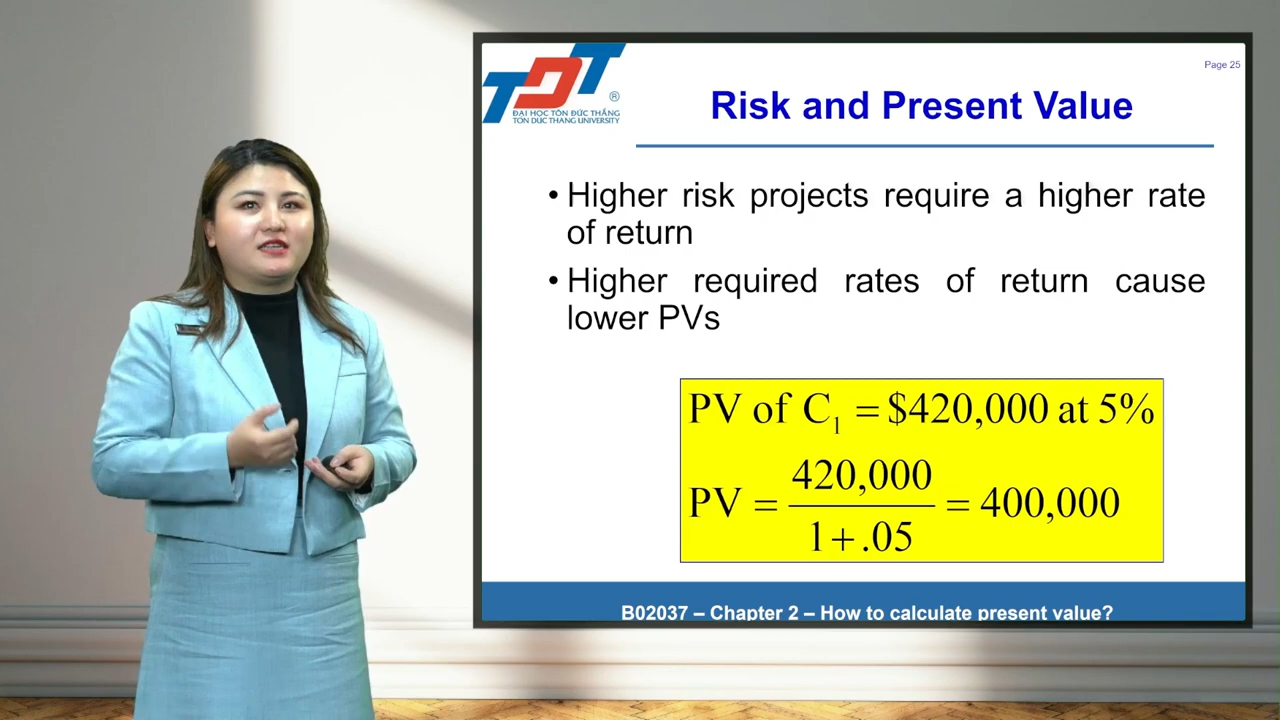 Page 25
TDT
®
ĐẠI HỌC TÔN ĐỨC THẮNG
TON DUC THANG UNIVERSITY
Risk and Present Value
• Higher risk projects require a higher rate
of return
• Higher required rates of return cause
lower PVs
PV of C₁ = $420,000 at 5%
PV = 420,000 / 1+.05 = 400,000
B02037 – Chapter 2 – How to calculate present value?